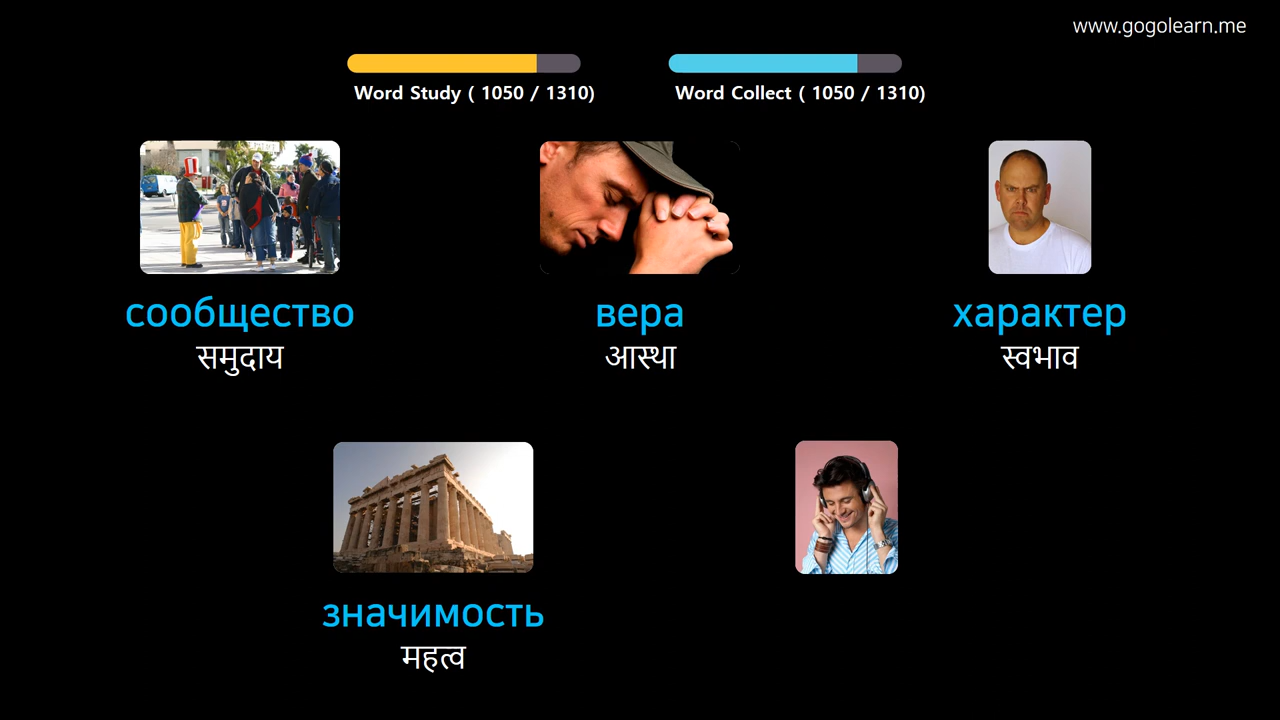 www.gogolearn.me
Word Study ( 1050 / 1310)
Word Collect ( 1050 / 1310)
сообщество
समुदाय
вера
आस्था
характер
स्वभाव
значимость
महत्व